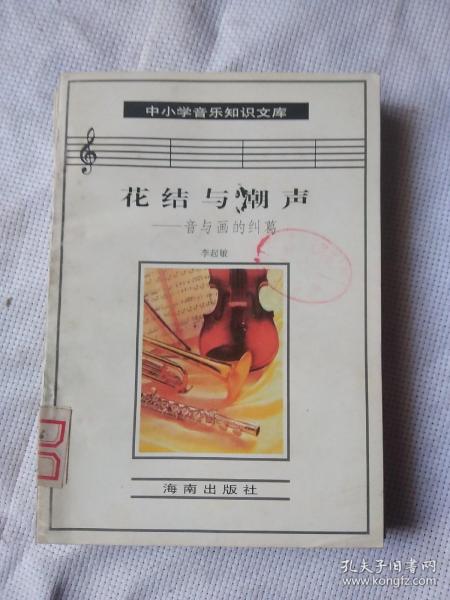 中小学音乐知识文库
花结与潮声
——音与画的纠葛
李起敏
海南出版社
孔夫子旧书网
www.kongfz.com